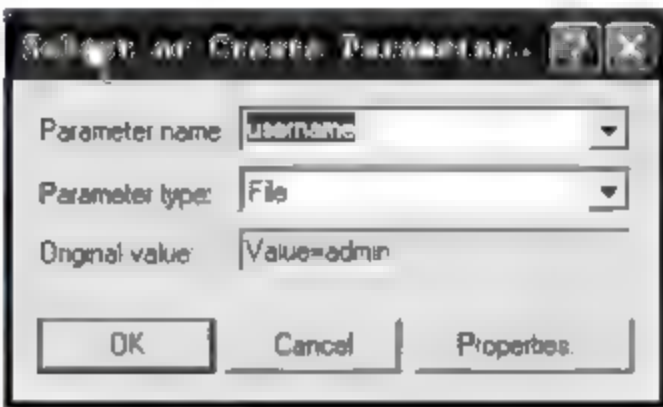 Select or Create Parameter
Parameter name username
Parameter type: File
Original value: Value=admin
OK Cancel Properties